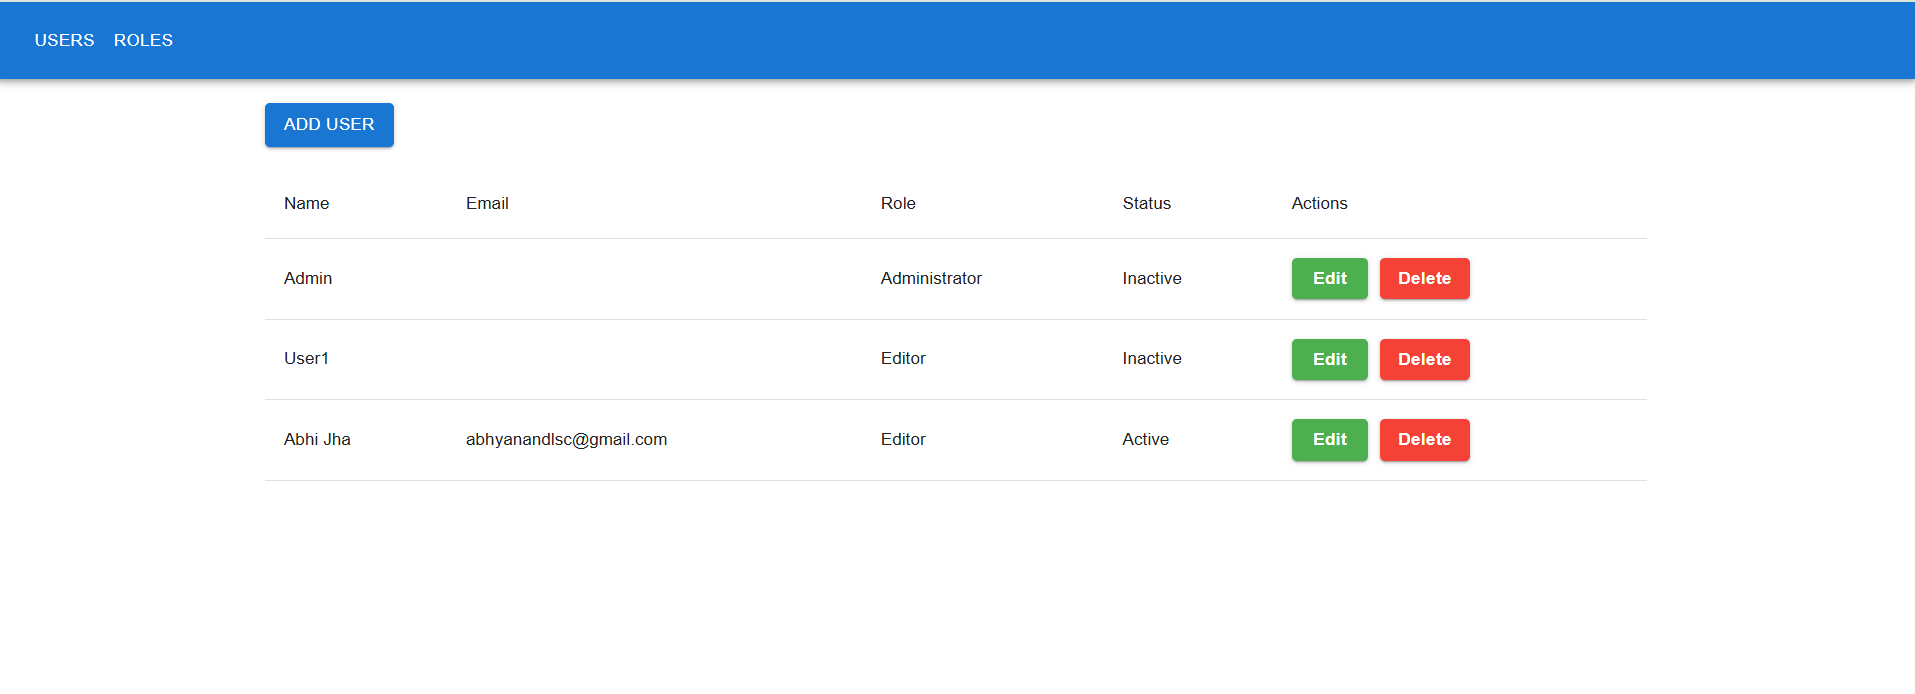 USERS ROLES
ADD USER
Name Email Role Status Actions
Admin Administrator Inactive Edit Delete
User1 Editor Inactive Edit Delete
Abhi Jha abhyanandlsc@gmail.com Editor Active Edit Delete